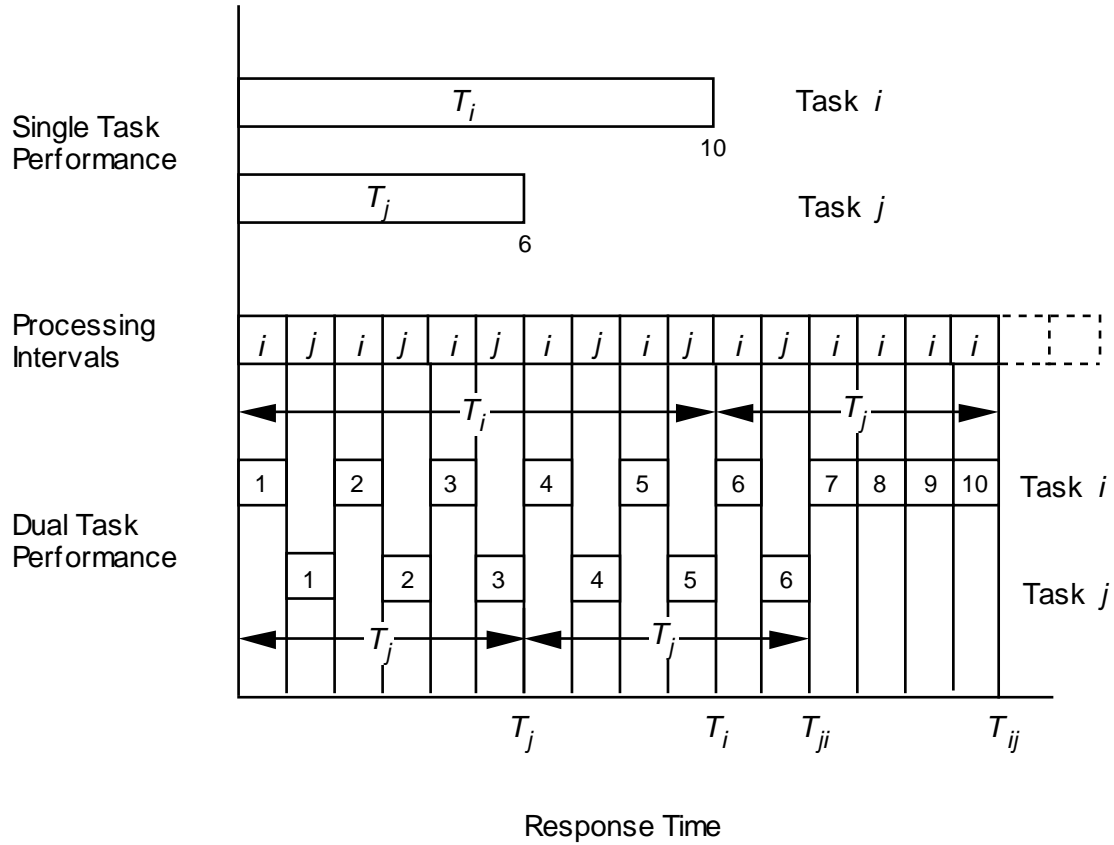 T_i
Task i
Single Task
Performance
10
T_j
Task j
6
Processing
Intervals
i j i j i j i j i j i j i i i i
T_i T_j
1 2 3 4 5 6 7 8 9 10 Task i
Dual Task
Performance
1 2 3 4 5 6
Task j
T_j T_j
T_j T_i T_ji T_ij
Response Time